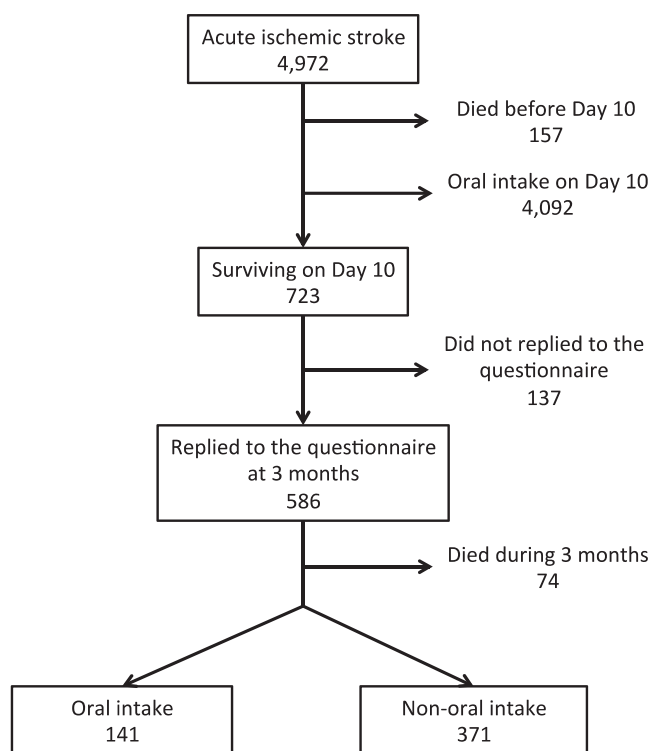 Acute ischemic stroke
4,972
Died before Day 10
157
Oral intake on Day 10
4,092
Surviving on Day 10
723
Did not replied to the
questionnaire
137
Replied to the questionnaire
at 3 months
586
Died during 3 months
74
Oral intake
141
Non-oral intake
371